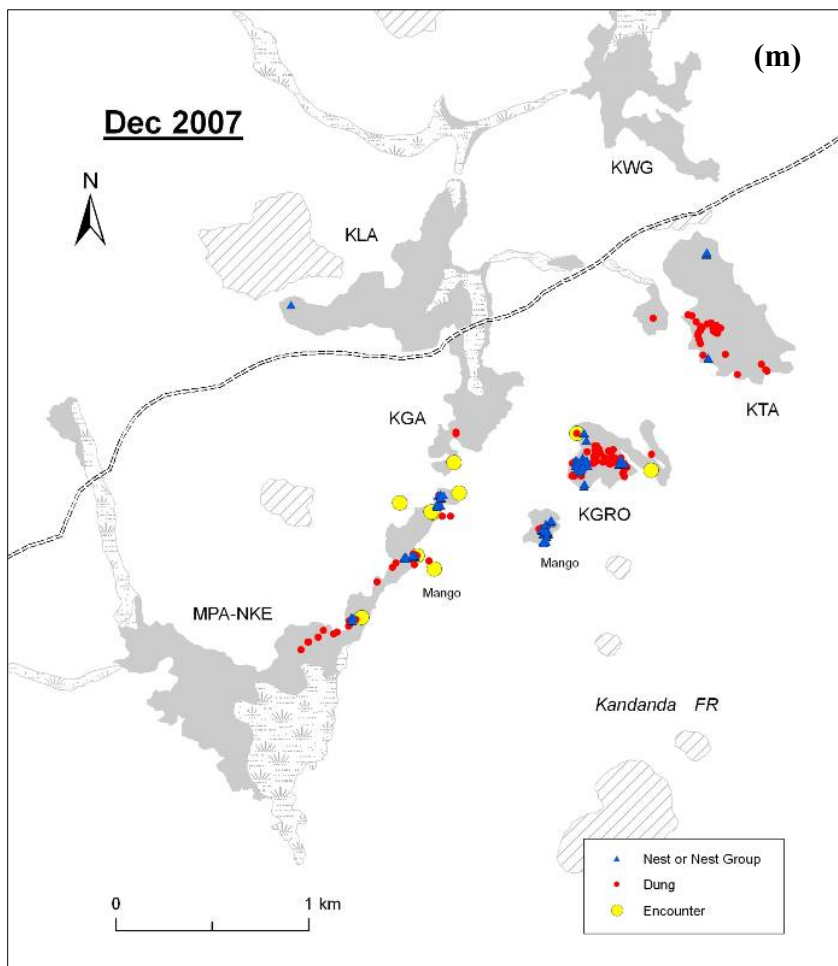 (m)
Dec 2007
N
KWG
KLA
KGA
KTA
KGRO
Mango
Mango
MPA-NKE
Kandanda FR
Nest or Nest Group
Dung
Encounter
0 1 km